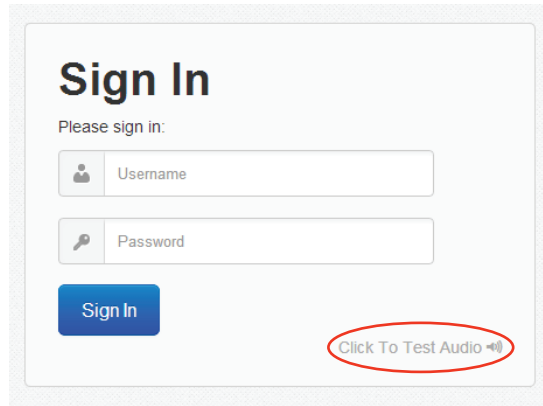 Sign In
Please sign in:
Username
Password
Sign In
Click To Test Audio